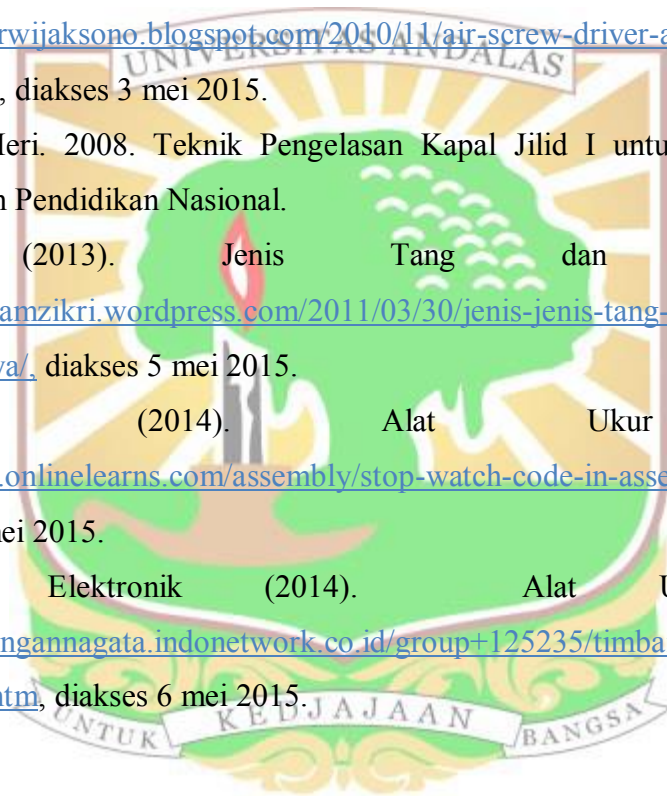 rwijaksono.blogspot.com/2010/11/air-screw-driver-a
UNIVERSITAS ANDALAS
, diakses 3 mei 2015.
Heri. 2008. Teknik Pengelasan Kapal Jilid I untu
n Pendidikan Nasional.
(2013). Jenis Tang dan
amzikri.wordpress.com/2011/03/30/jenis-jenis-tang-
ya/, diakses 5 mei 2015.
(2014). Alat Ukur
.onlinelearns.com/assembly/stop-watch-code-in-asse
nei 2015.
Elektronik (2014). Alat U
ngannagata.indonetwork.co.id/group+125235/timba
htm, diakses 6 mei 2015.
UNTUK KEDJAJAAN BANGSA